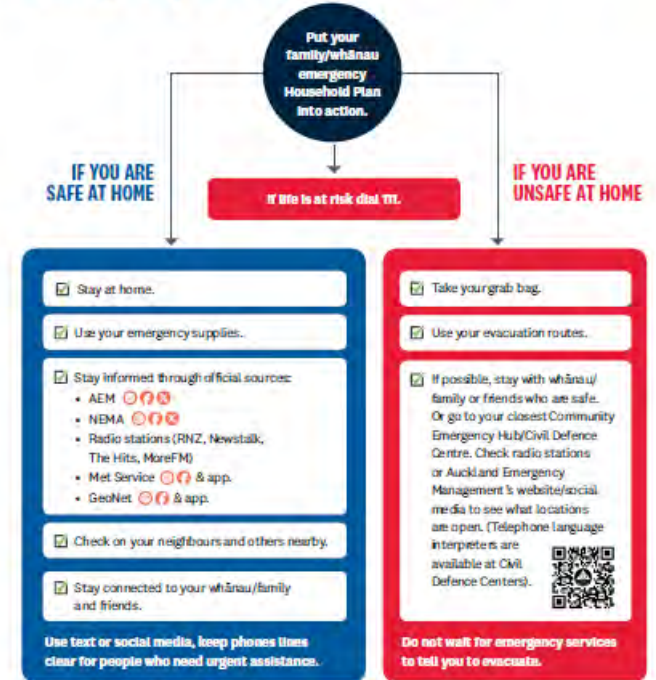 Put your
family/whānau
emergency
Household Plan
into action.
IF YOU ARE
SAFE AT HOME
If life is at risk dial 111.
IF YOU ARE
UNSAFE AT HOME
Stay at home.
Use your emergency supplies.
Stay informed through official sources:
• AEM
• NEMA
• Radio stations (RNZ, Newstalk,
The Hits, MoreFM)
• Met Service & app.
• GeoNet & app.
Check on your neighbours and others nearby.
Stay connected to your whānau/family
and friends.
Use text or social media, keep phones lines
clear for people who need urgent assistance.
Take your grab bag.
Use your evacuation routes.
If possible, stay with whānau/
family or friends who are safe.
Or go to your closest Community
Emergency Hub/Civil Defence
Centre. Check radio stations
or Auckland Emergency
Management's website/social
media to see what locations
are open. (Telephone language
interpreters are
available at Civil
Defence Centers).
Do not wait for emergency services
to tell you to evacuate.